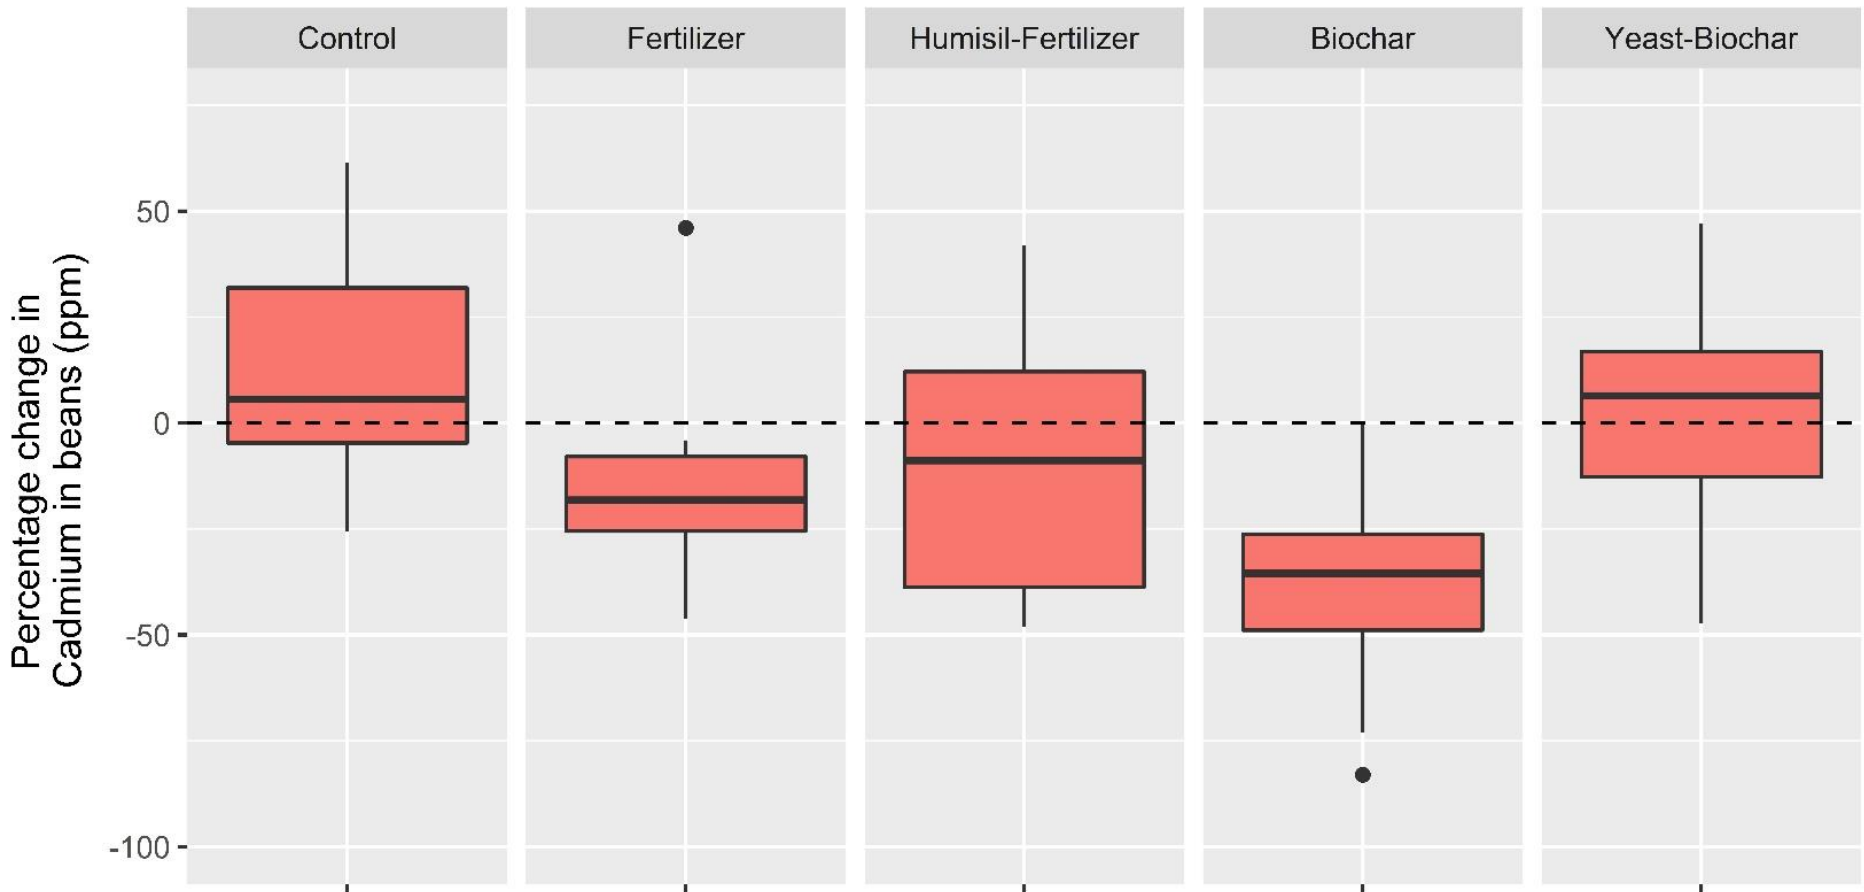 Control
Fertilizer
Humisil-Fertilizer
Biochar
Yeast-Biochar
Percentage change in
Cadmium in beans (ppm)
50
0
-50
-100